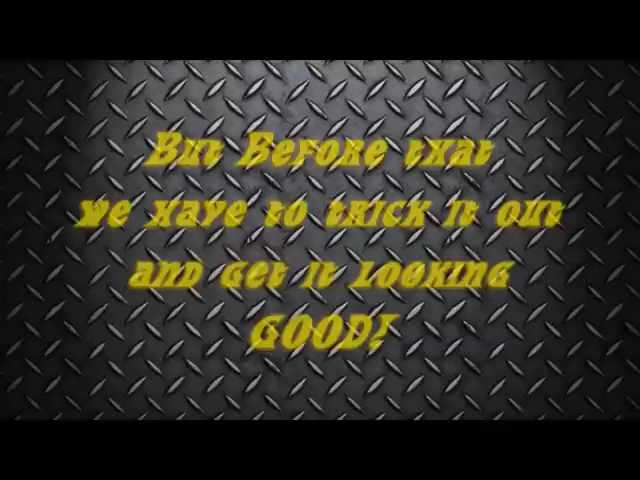 But Before that
we have to trick it out
and get it looking
GOOD!